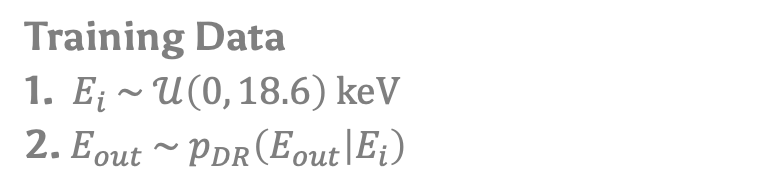 Training Data
1. E_i ~ 𝒰(0, 18.6) keV
2. E_out ~ p_DR(E_out|E_i)